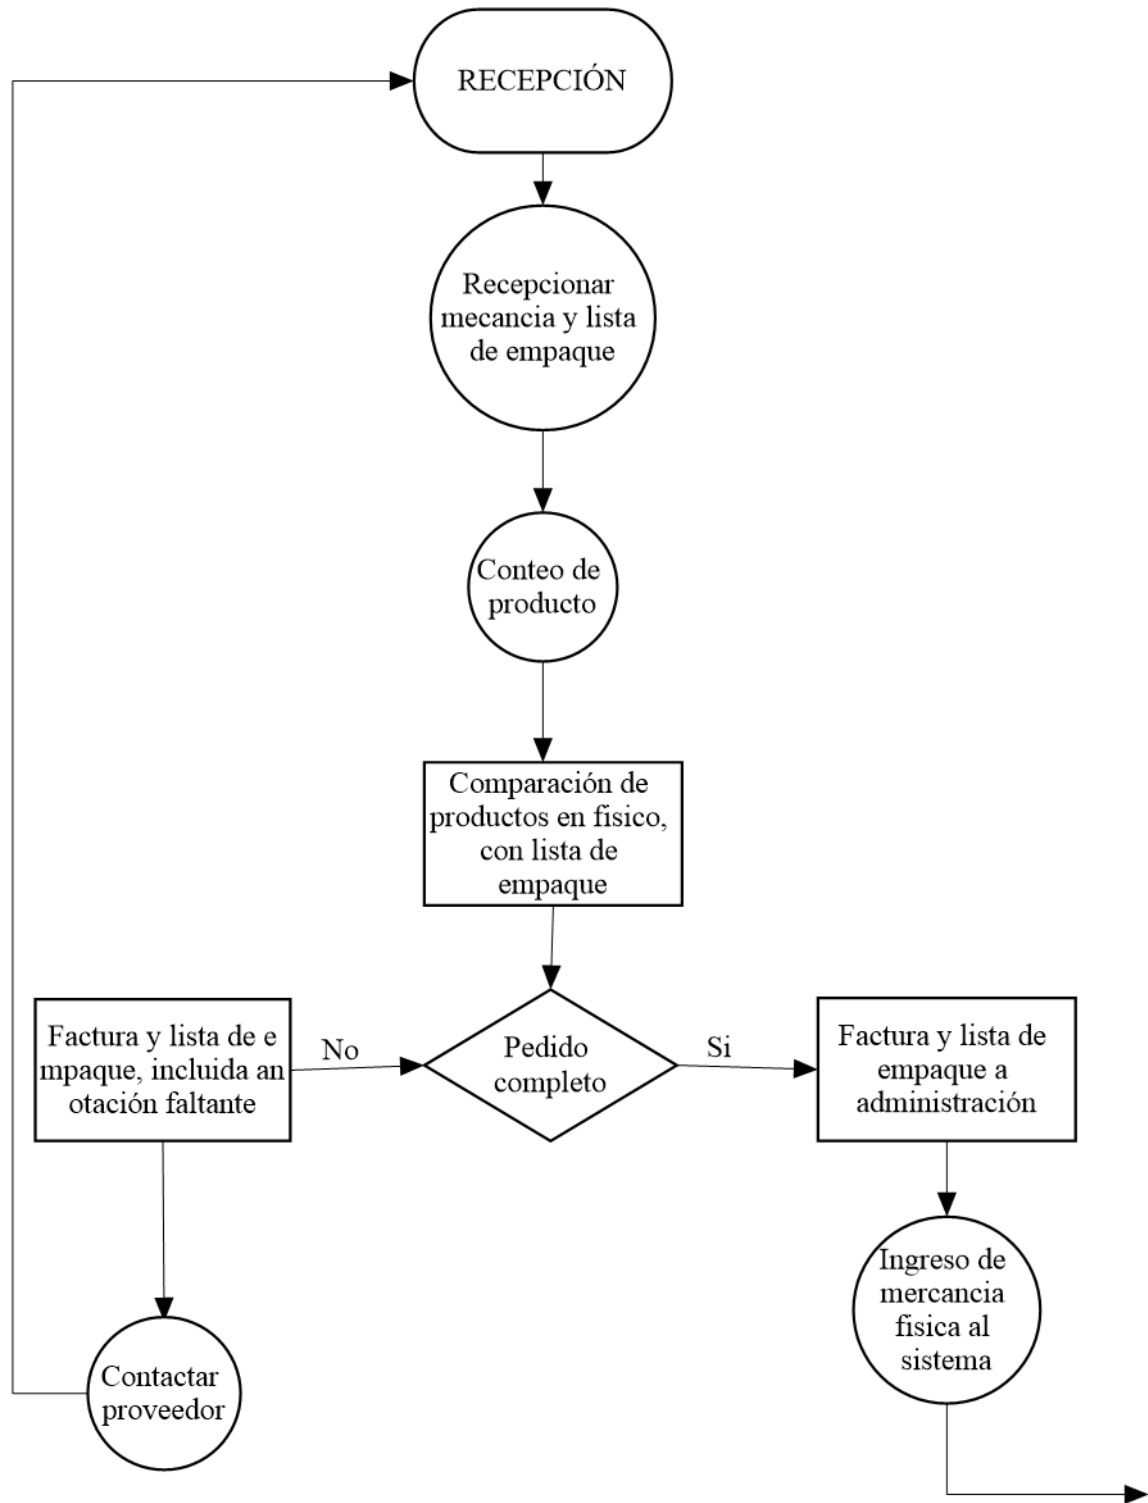 RECEPCIÓN
Recepcionar
mecancia y lista
de empaque
Conteo de
producto
Comparación de
productos en fisico,
con lista de
empaque
Factura y lista de e
mpaque, incluida an
otación faltante
No
Pedido
completo
Si
Factura y lista de
empaque a
administración
Contactar
proveedor
Ingreso de
mercancia
fisica al
sistema